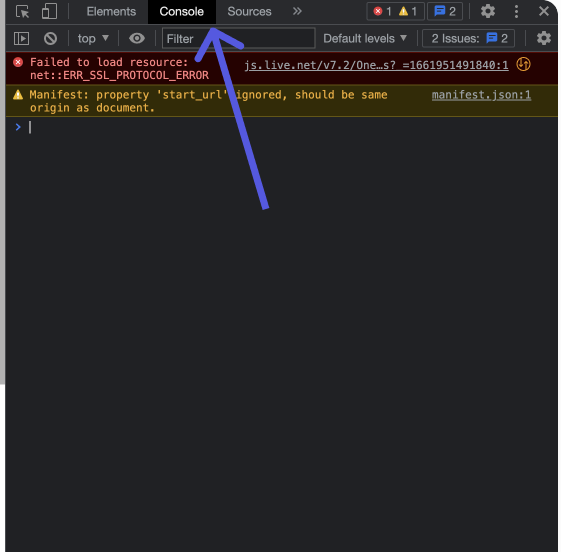 Elements Console Sources 1 1 2
top Filter Default levels 2 Issues: 2
Failed to load resource: js.live.net/v7.2/One…s?_=1661951491840:1
net::ERR_SSL_PROTOCOL_ERROR
Manifest: property 'start_url' ignored, should be same manifest.json:1
origin as document.